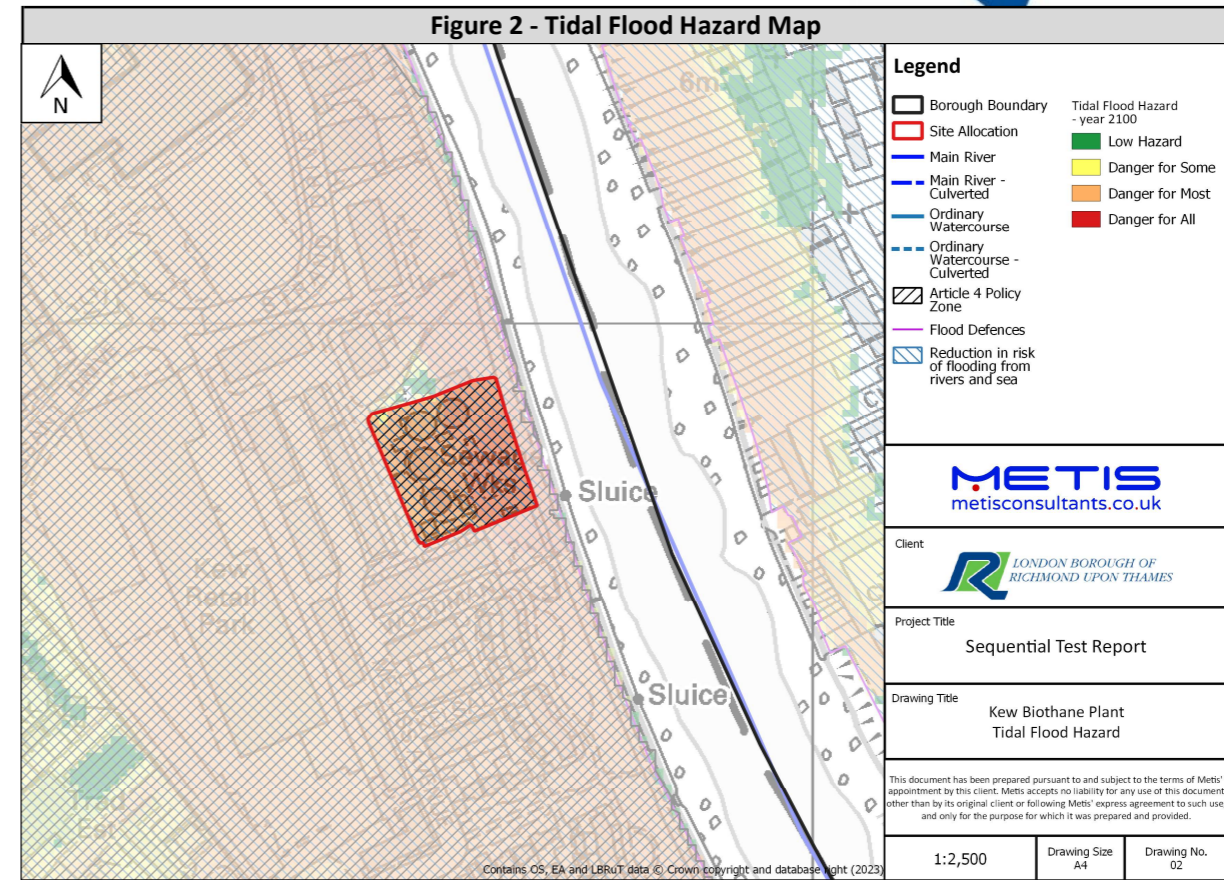 Figure 2 - Tidal Flood Hazard Map
N
6m
Sewage
Wks
Sluice
Sluice
Contains OS, EA and LBRuT data © Crown copyright and database right (2023)
Legend
Borough Boundary
Site Allocation
Main River
Main River -
Culverted
Ordinary
Watercourse
Ordinary
Watercourse -
Culverted
Article 4 Policy
Zone
Flood Defences
Reduction in risk
of flooding from
rivers and sea
Tidal Flood Hazard
- year 2100
Low Hazard
Danger for Some
Danger for Most
Danger for All
METIS
metisconsultants.co.uk
Client
LONDON BOROUGH OF
RICHMOND UPON THAMES
Project Title
Sequential Test Report
Drawing Title
Kew Biothane Plant
Tidal Flood Hazard
This document has been prepared pursuant to and subject to the terms of Metis'
appointment by this client. Metis accepts no liability for any use of this document
other than by its original client or following Metis' express agreement to such use,
and only for the purpose for which it was prepared and provided.
1:2,500
Drawing Size
A4
Drawing No.
02